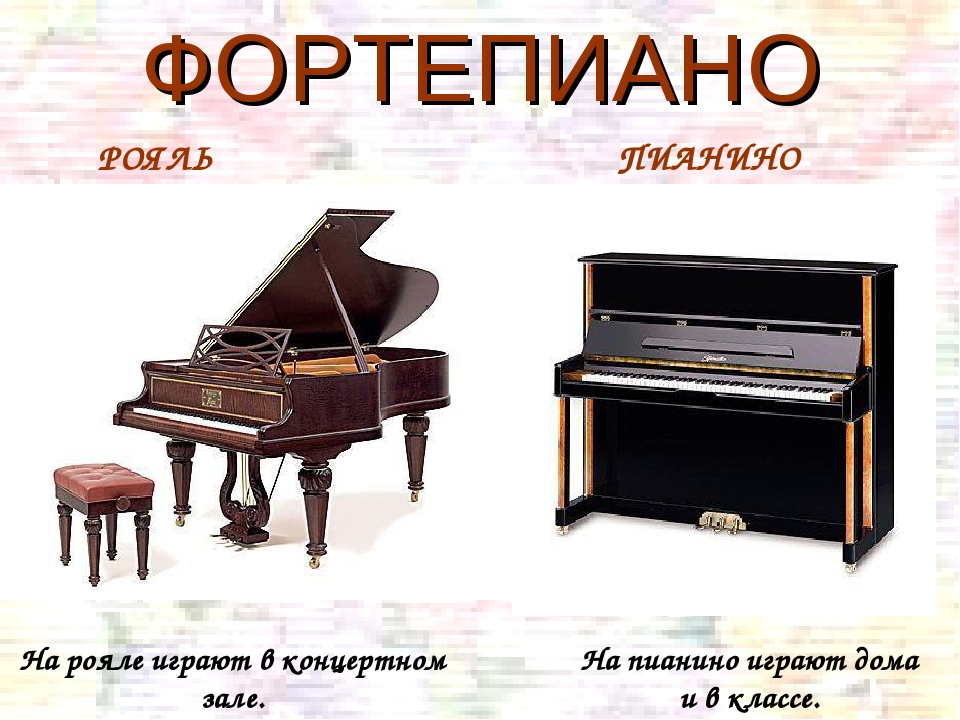 ФОРТЕПИАНО
РОЯЛЬ
ПИАНИНО
На рояле играют в концертном
зале.
На пианино играют дома
и в классе.